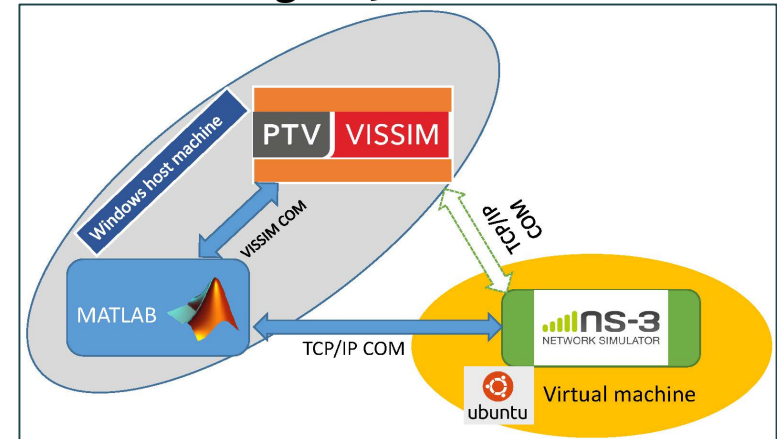 Windows host machine
PTV VISSIM
VISSIM COM
TCP/IP
COM
MATLAB
TCP/IP COM
ns-3
NETWORK SIMULATOR
ubuntu
Virtual machine